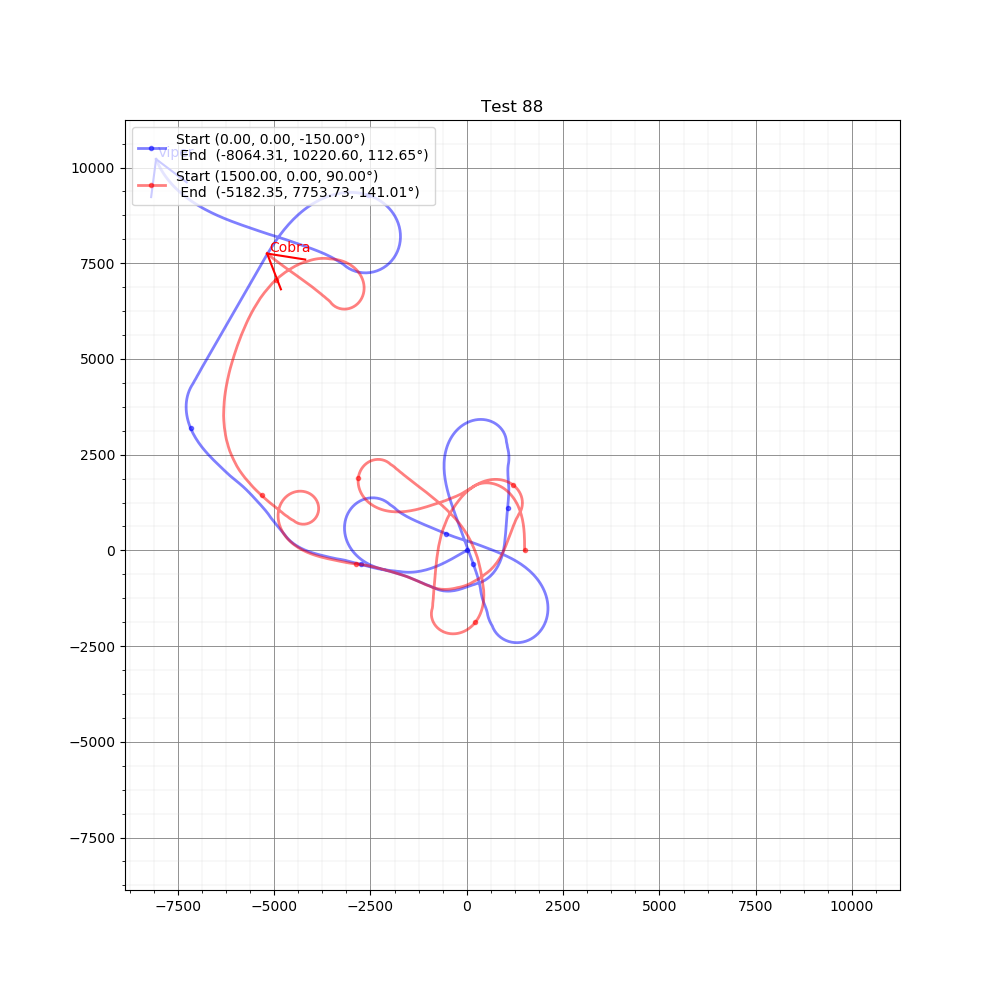 Test 88
Start (0.00, 0.00, -150.00°)
End  (-8064.31, 10220.60, 112.65°)
Start (1500.00, 0.00, 90.00°)
End  (-5182.35, 7753.73, 141.01°)
Viper
Cobra
10000
7500
5000
2500
0
−2500
−5000
−7500
−7500
−5000
−2500
0
2500
5000
7500
10000